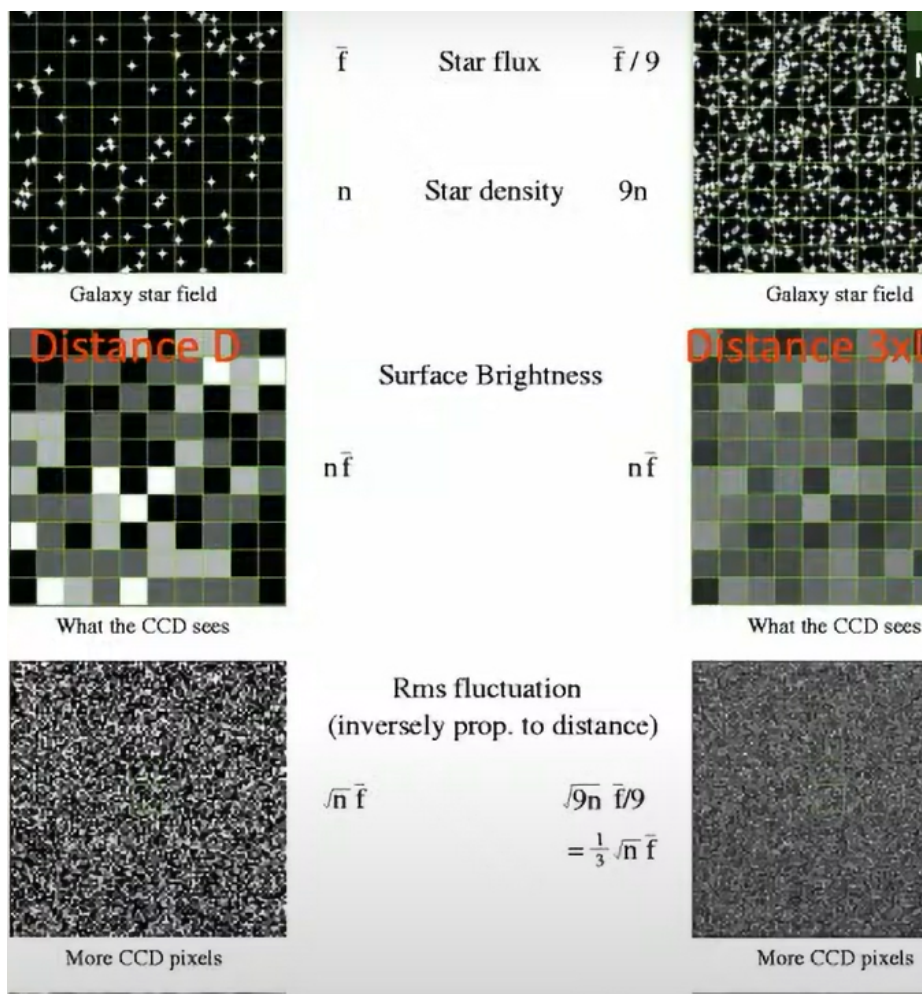 f̄ Star flux f̄ / 9
n Star density 9n
Galaxy star field Galaxy star field
Distance D Distance 3x
Surface Brightness
n f̄ n f̄
What the CCD sees What the CCD sees
Rms fluctuation
(inversely prop. to distance)
√n f̄ √9n f̄/9
= 1/3 √n f̄
More CCD pixels More CCD pixels